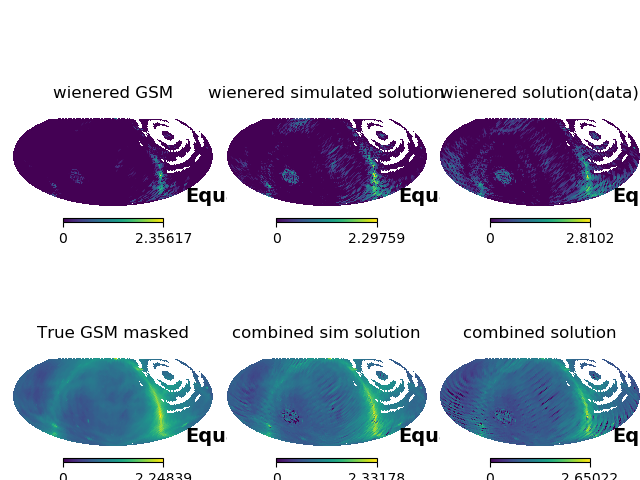 wienered GSM
wienered simulated solution
wienered solution(data)
Equ
Equ
Eq
0 2.35617
0 2.29759
0 2.8102
True GSM masked
combined sim solution
combined solution
Equ
Equ
Eq
0 2.24839
0 2.33178
0 2.65022